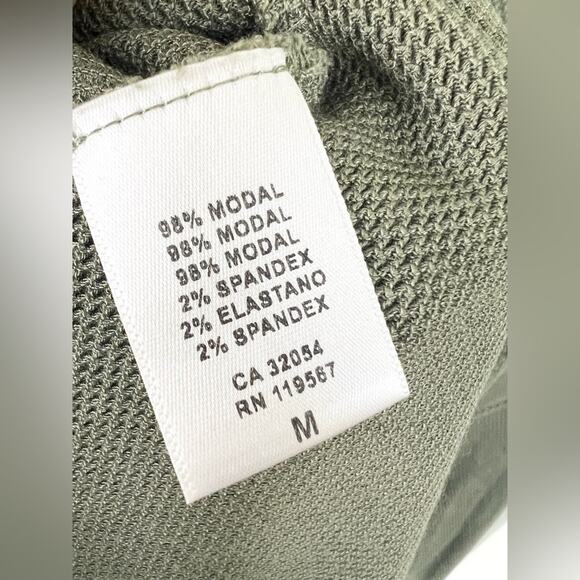 98% MODAL
98% MODAL
98% MODAL
2% SPANDEX
2% ELASTANO
2% SPANDEX
CA 32054
RN 119567
M